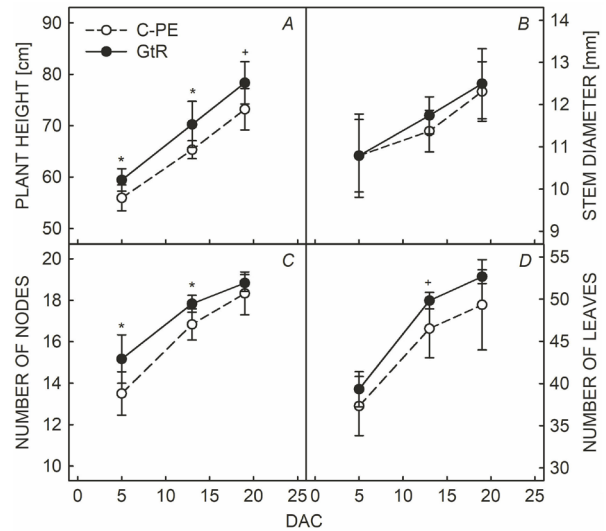 A
C-PE
GtR
PLANT HEIGHT [cm]
90
80
70
60
50
*
*
+
B
STEM DIAMETER [mm]
14
13
12
11
10
9
C
NUMBER OF NODES
20
18
16
14
12
10
*
*
D
NUMBER OF LEAVES
55
50
45
40
35
30
+
0 5 10 15 20 25
0 5 10 15 20 25
DAC